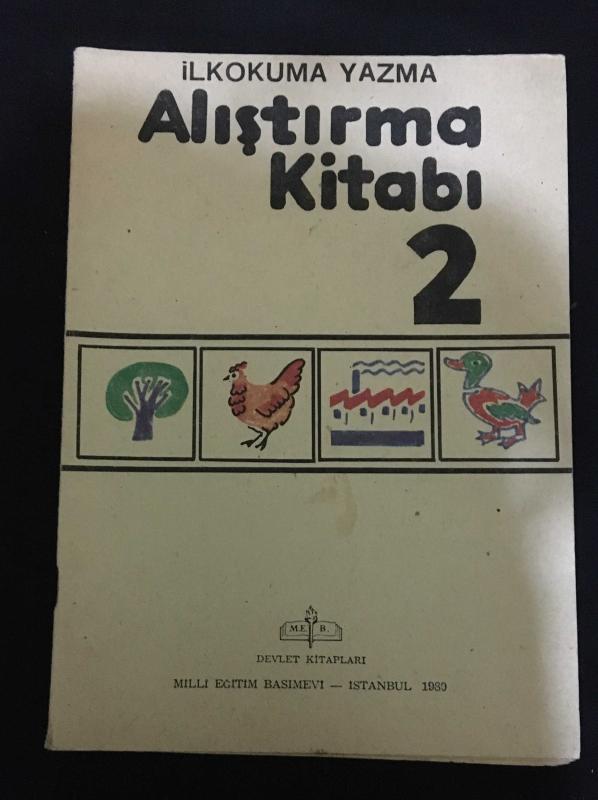 İLKOKUMA YAZMA
Alıştırma
Kitabı
2
M.E. B.
DEVLET KİTAPLARI
MİLLİ EĞİTİM BASIMEVİ — İSTANBUL 1980